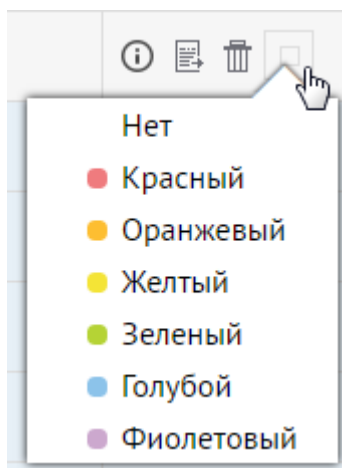 Нет
Красный
Оранжевый
Желтый
Зеленый
Голубой
Фиолетовый